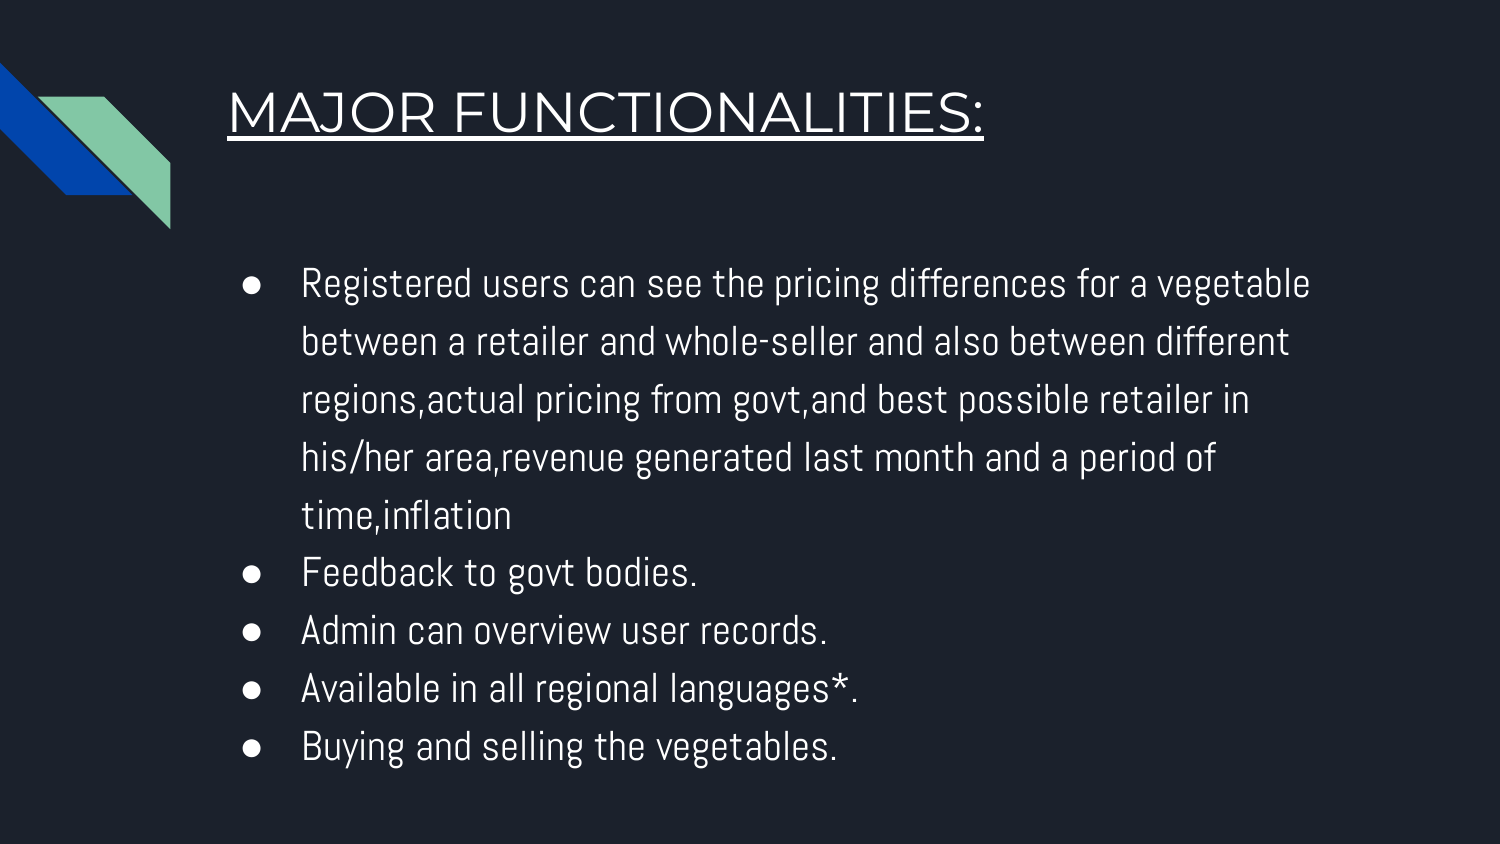 MAJOR FUNCTIONALITIES:
● Registered users can see the pricing differences for a vegetable
between a retailer and whole-seller and also between different
regions,actual pricing from govt,and best possible retailer in
his/her area,revenue generated last month and a period of
time,inflation
● Feedback to govt bodies.
● Admin can overview user records.
● Available in all regional languages*.
● Buying and selling the vegetables.